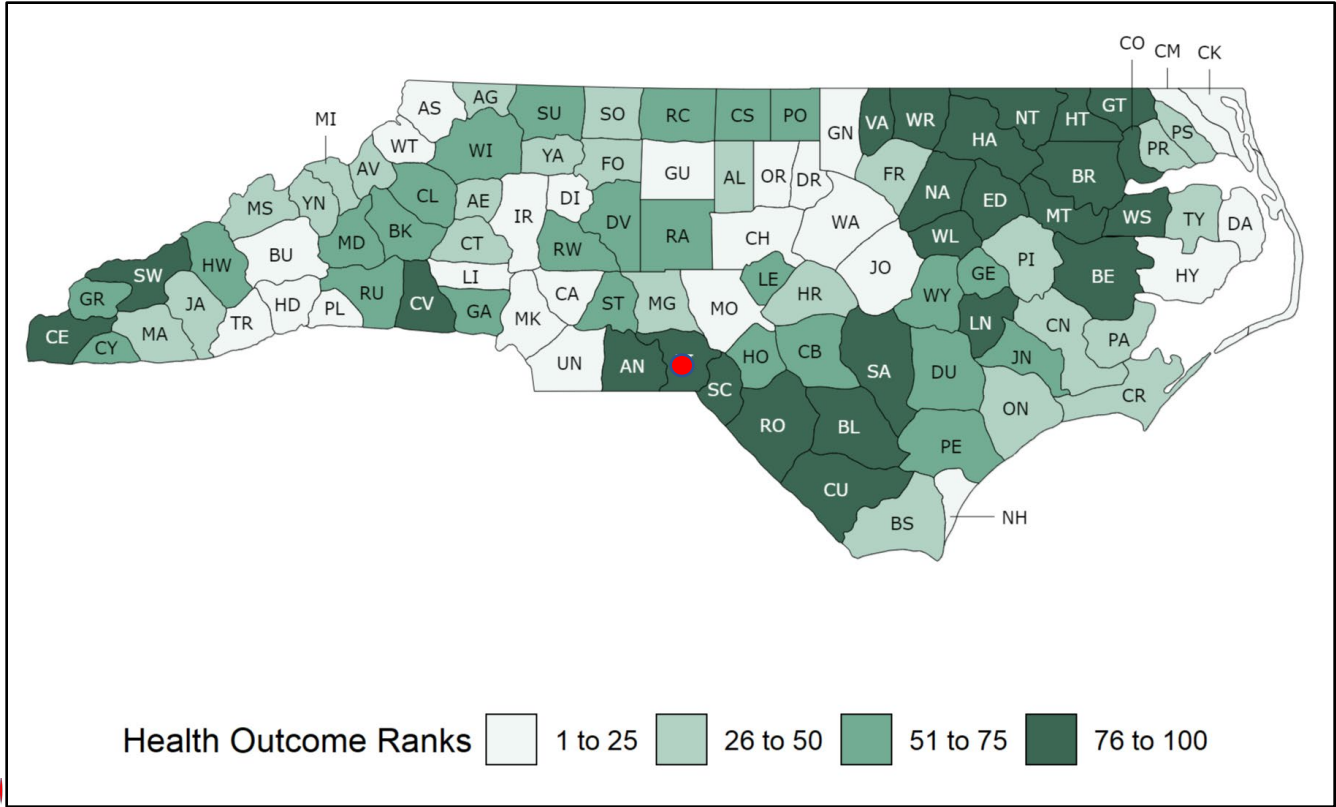 CO CM CK
MI
AS AG SU SO RC CS PO GN VA WR HA NT HT GT
WT WI YA FO GU AL OR DR FR PR PS
AV CL AE IR DI DV RA CH WA NA ED BR
MS YN MD BK CT RW JO WL MT WS TY DA
SW HW BU LI CA ST MG MO LE HR WY GE PI BE HY
GR JA TR HD PL RU CV GA MK LN CN PA
CE CY MA UN AN SC HO CB SA DU JN ON CR
RO BL PE
CU BS NH
Health Outcome Ranks 1 to 25 26 to 50 51 to 75 76 to 100